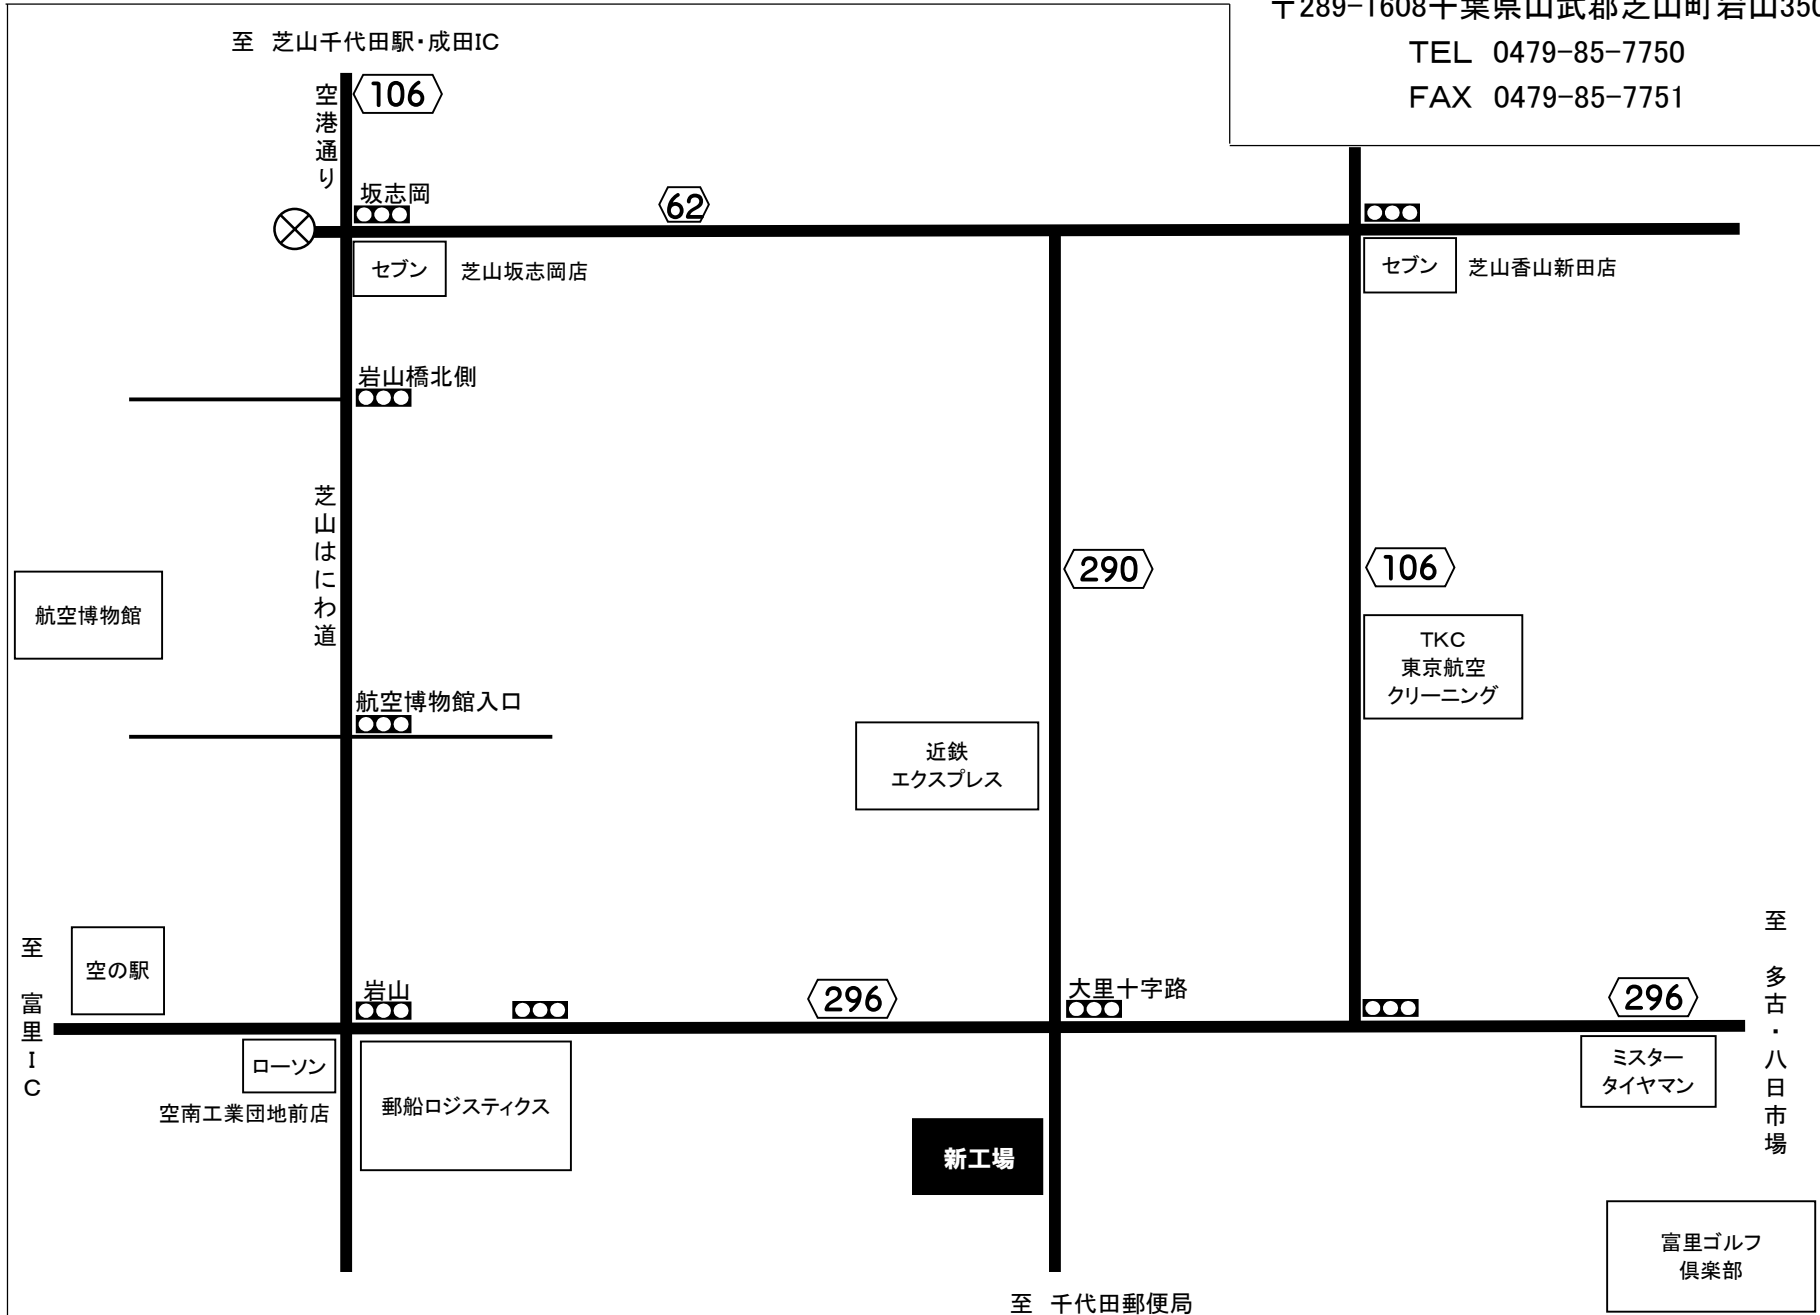 〒289-1608千葉県山武郡芝山町岩山350
TEL 0479-85-7750
FAX 0479-85-7751
至 芝山千代田駅・成田IC
空港通り
106
坂志岡
62
セブン 芝山坂志岡店
セブン 芝山香山新田店
岩山橋北側
芝山はにわ道
290
106
航空博物館
TKC
東京航空
クリーニング
航空博物館入口
近鉄
エクスプレス
至 富里IC
空の駅
岩山
296
大里十字路
296
至 多古・八日市場
ローソン
空南工業団地前店
郵船ロジスティクス
ミスター
タイヤマン
新工場
富里ゴルフ
倶楽部
至 千代田郵便局